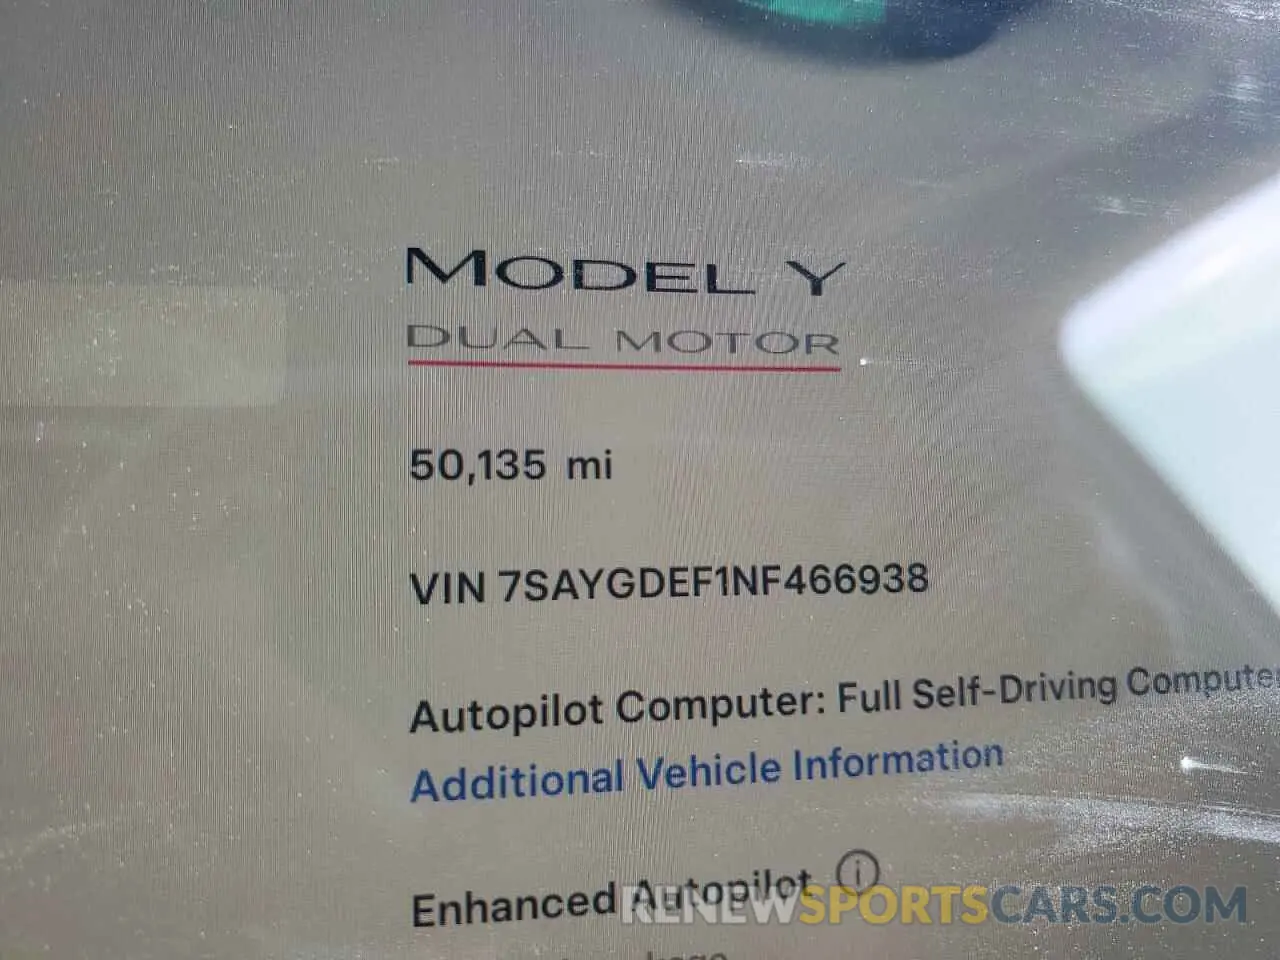 MODEL Y
DUAL MOTOR
50,135 mi
VIN 7SAYGDEF1NF466938
Autopilot Computer: Full Self-Driving Computer
Additional Vehicle Information
Enhanced Autopilot
RENEWSPORTSCARS.COM